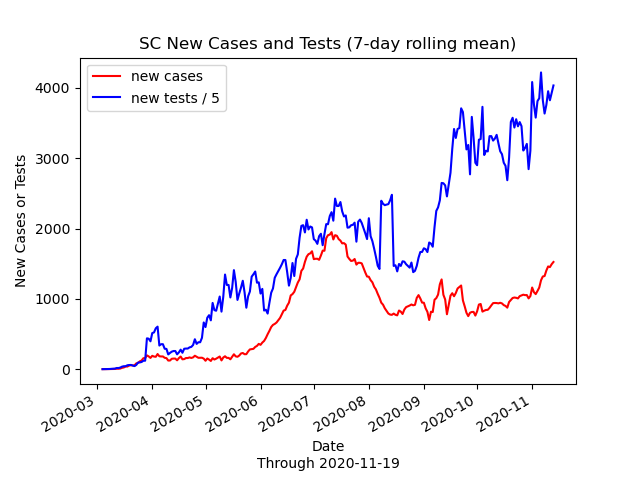 SC New Cases and Tests (7-day rolling mean)
new cases
new tests / 5
4000
3000
2000
1000
0
New Cases or Tests
2020-03
2020-04
2020-05
2020-06
2020-07
2020-08
2020-09
2020-10
2020-11
Date
Through 2020-11-19